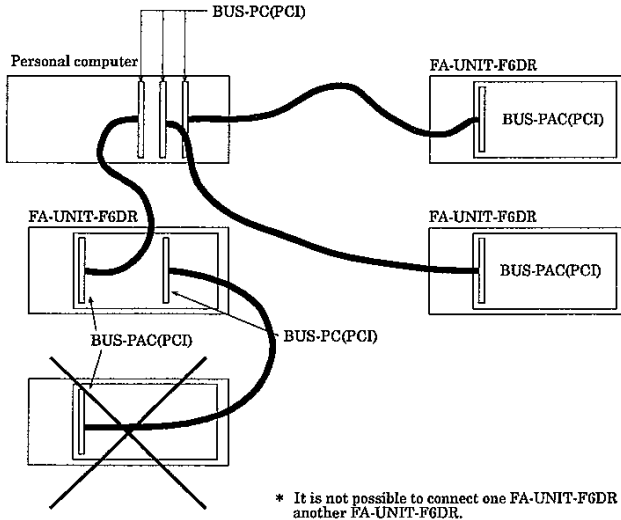 BUS-PC(PCI)
Personal computer
FA-UNIT-F6DR
BUS-PAC(PCI)
FA-UNIT-F6DR
FA-UNIT-F6DR
BUS-PAC(PCI)
BUS-PAC(PCI)
BUS-PC(PCI)
* It is not possible to connect one FA-UNIT-F6DR
another FA-UNIT-F6DR.